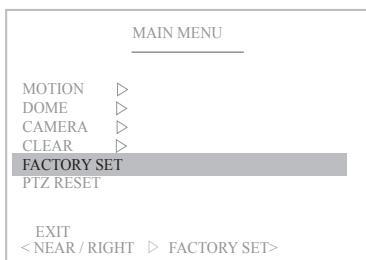 MAIN MENU
MOTION ▷
DOME ▷
CAMERA ▷
CLEAR ▷
FACTORY SET
PTZ RESET
EXIT
< NEAR / RIGHT ▷ FACTORY SET>